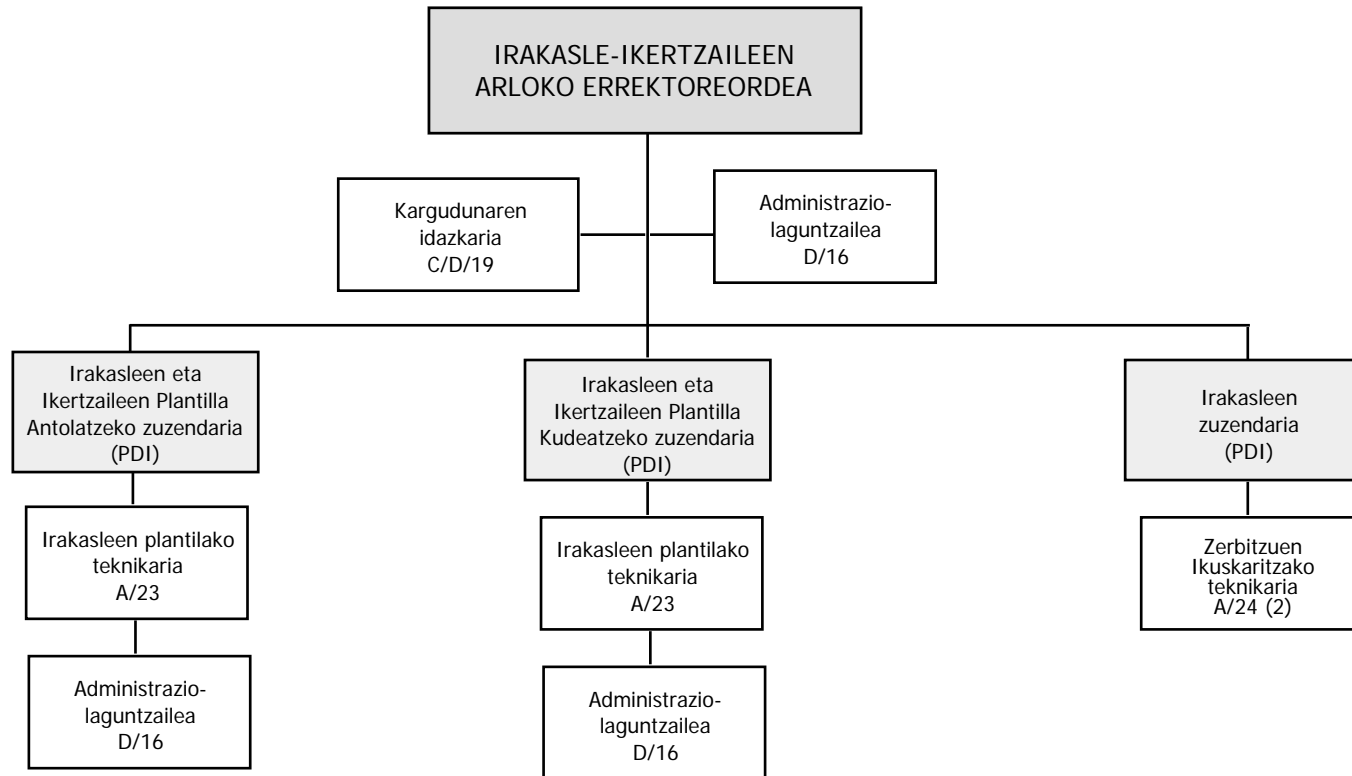 IRAKASLE-IKERTZAILEEN
ARLOKO ERREKTOREORDEA
Kargudunaren
idazkaria
C/D/19
Administrazio-
laguntzailea
D/16
Irakasleen eta
Ikertzaileen Plantilla
Antolatzeko zuzendaria
(PDI)
Irakasleen eta
Ikertzaileen Plantilla
Kudeatzeko zuzendaria
(PDI)
Irakasleen
zuzendaria
(PDI)
Irakasleen plantilako
teknikaria
A/23
Irakasleen plantilako
teknikaria
A/23
Zerbitzuen
Ikuskaritzako
teknikaria
A/24 (2)
Administrazio-
laguntzailea
D/16
Administrazio-
laguntzailea
D/16